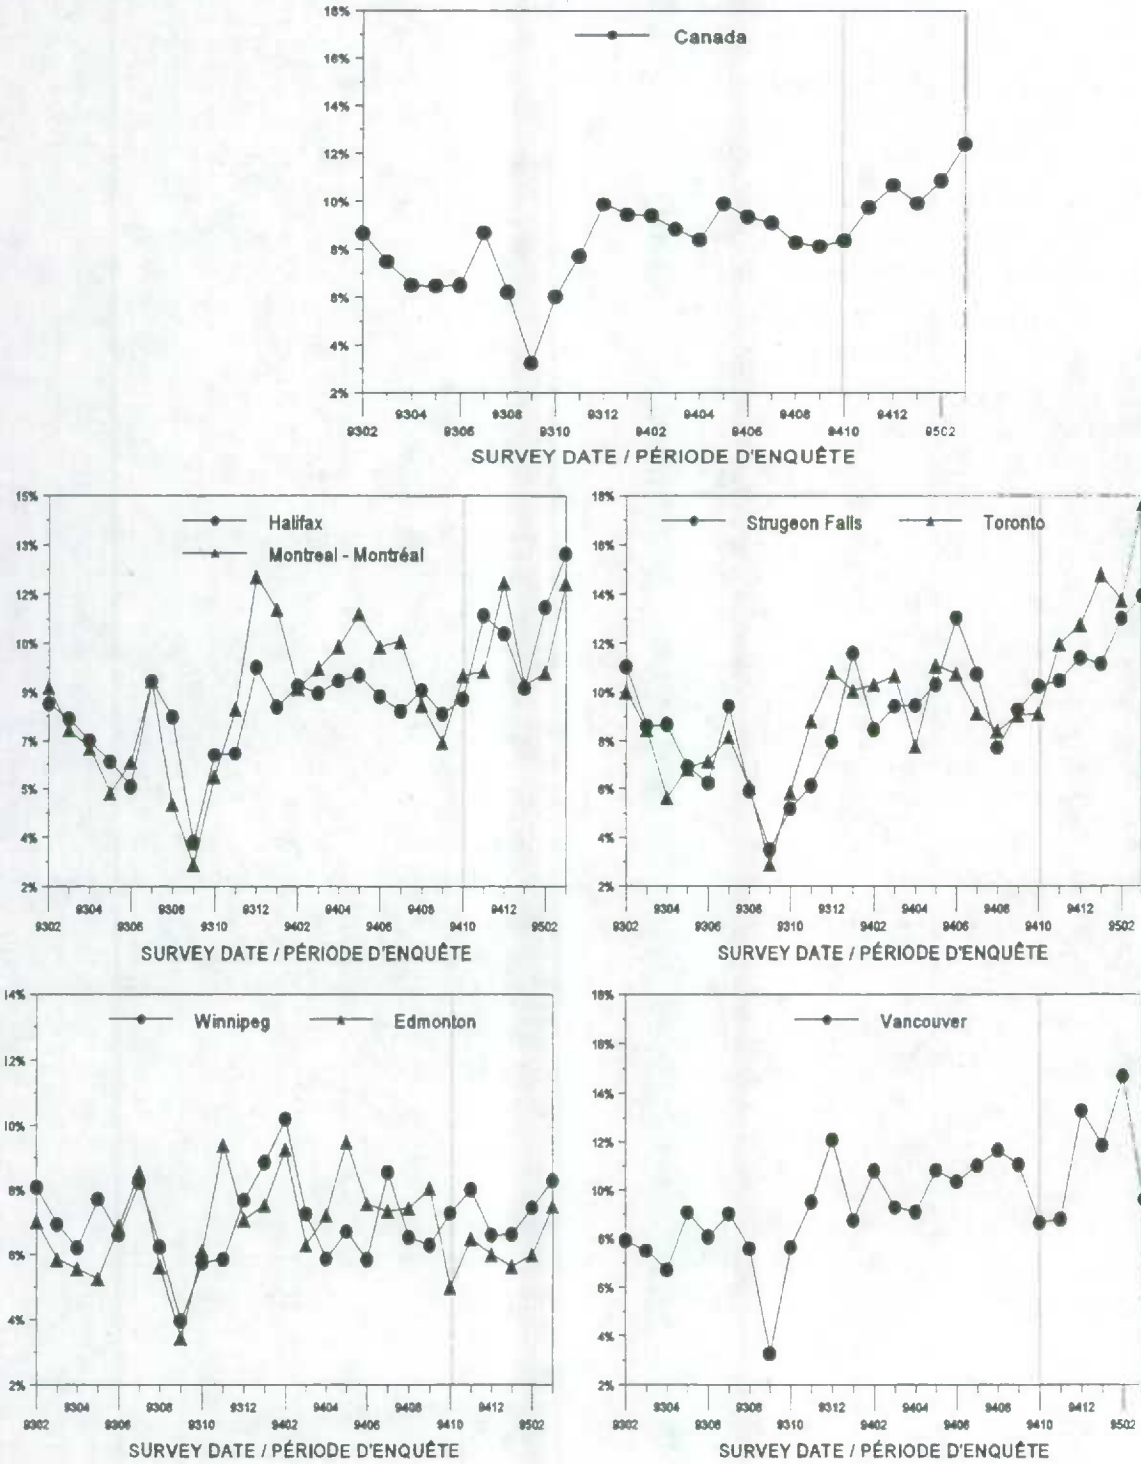 18%
Canada
16%
14%
12%
10%
8%
6%
4%
2%
9304 9308 9312 9404 9408 9412
9302 9306 9310 9402 9406 9410 9502
SURVEY DATE / PÉRIODE D'ENQUÊTE
15%
Halifax
Montreal - Montréal
13%
12%
10%
9%
7%
5%
4%
2%
9304 9308 9312 9404 9408 9412
9302 9306 9310 9402 9406 9410 9502
SURVEY DATE / PÉRIODE D'ENQUÊTE
18%
Strugeon Falls Toronto
16%
14%
12%
10%
8%
6%
4%
2%
9304 9308 9312 9404 9408 9412
9302 9306 9310 9402 9406 9410 9502
SURVEY DATE / PÉRIODE D'ENQUÊTE
14%
Winnipeg Edmonton
12%
10%
8%
6%
4%
2%
9304 9308 9312 9404 9408 9412
9302 9306 9310 9402 9406 9410 9502
SURVEY DATE / PÉRIODE D'ENQUÊTE
18%
Vancouver
16%
14%
12%
10%
8%
6%
4%
2%
9304 9308 9312 9404 9408 9412
9302 9306 9310 9402 9406 9410 9502
SURVEY DATE / PÉRIODE D'ENQUÊTE